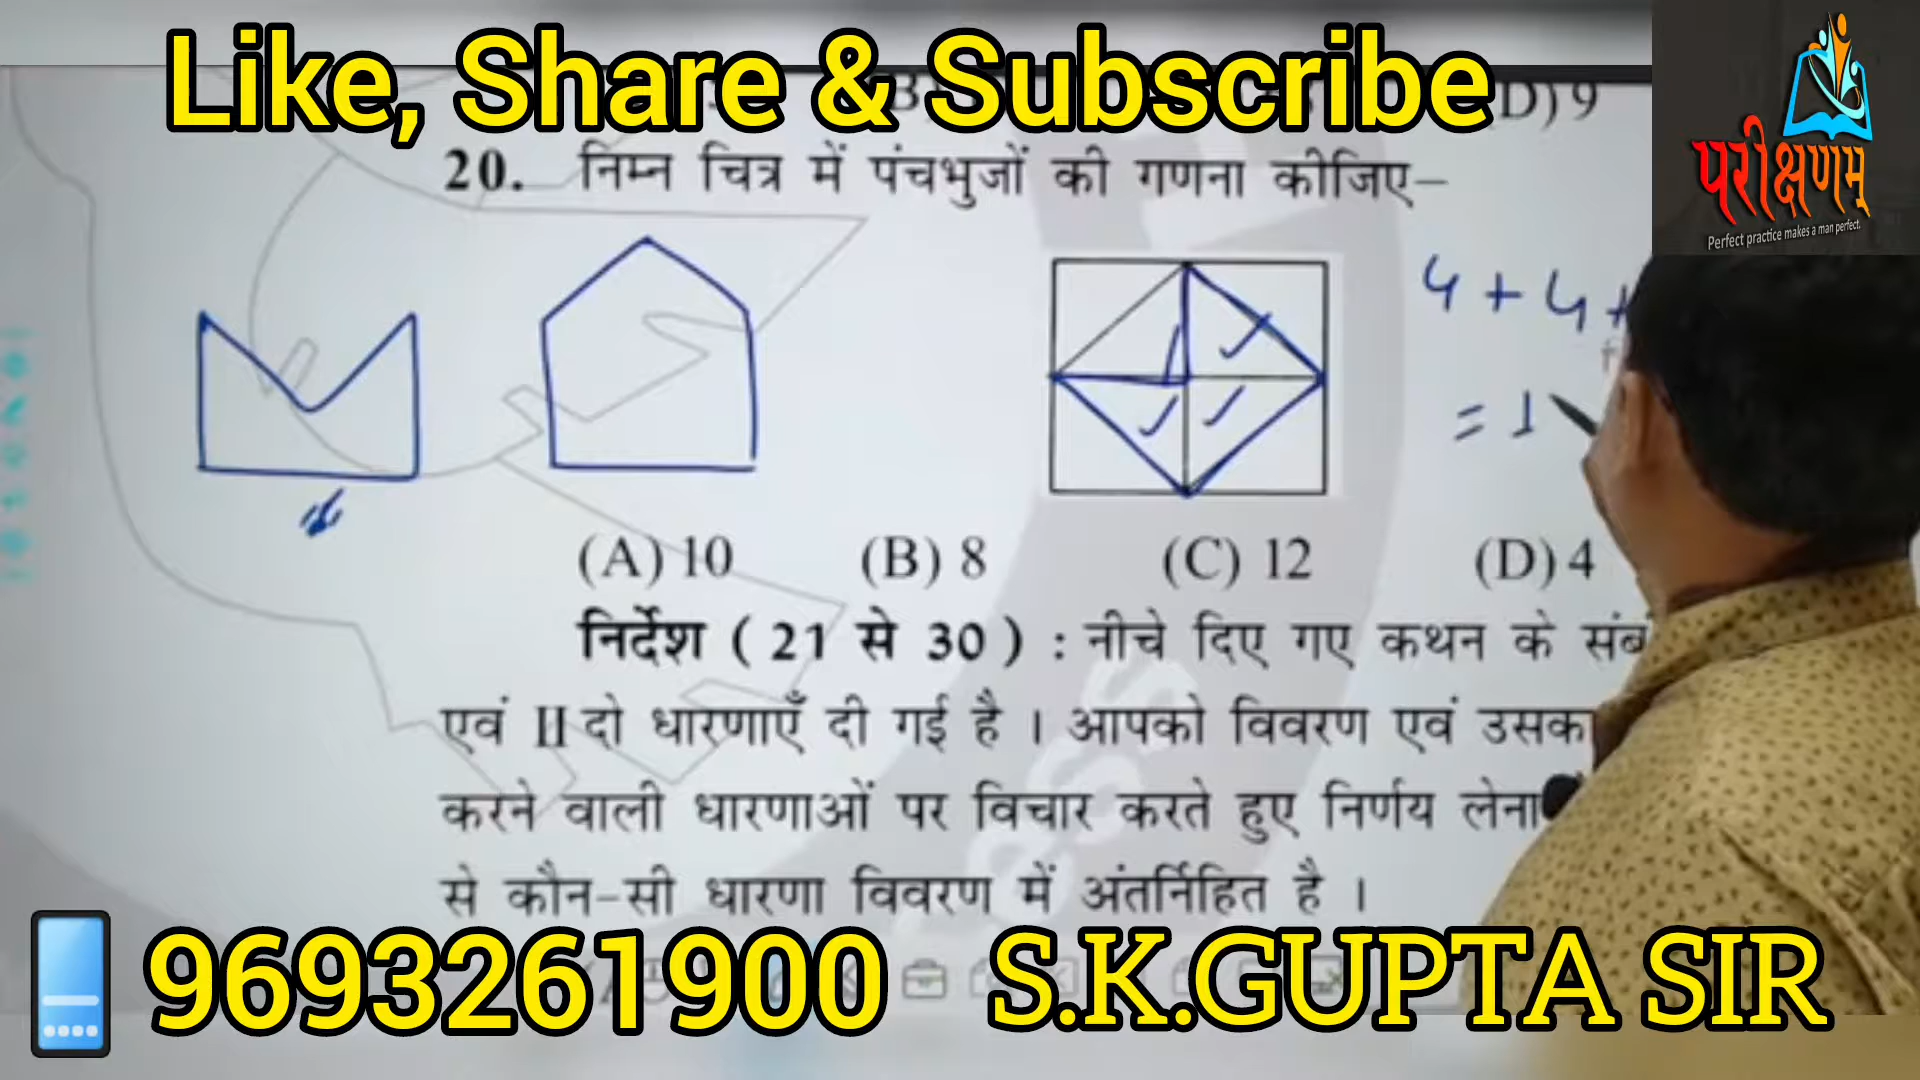 Like, Share & Subscribe
(D) 9
परीक्षणम्
Perfect practice makes a man perfect.
20. निम्न चित्र में पंचभुजों की गणना कीजिए–
4 + 4 +
= 1
(A) 10 (B) 8 (C) 12 (D) 4
निर्देश ( 21 से 30 ) : नीचे दिए गए कथन के संब
एवं II दो धारणाएँ दी गई है । आपको विवरण एवं उसका
करने वाली धारणाओं पर विचार करते हुए निर्णय लेना
से कौन-सी धारणा विवरण में अंतर्निहित है ।
9693261900 S.K.GUPTA SIR